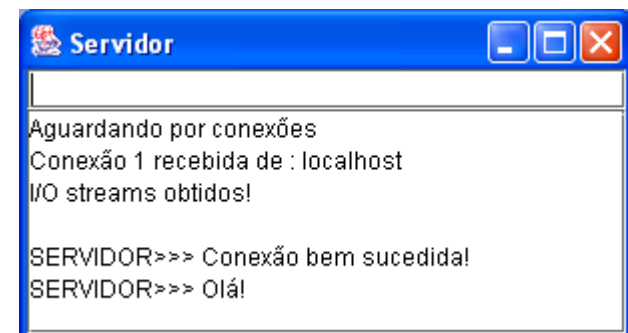 Servidor
Aguardando por conexões
Conexão 1 recebida de : localhost
I/O streams obtidos!
SERVIDOR>>> Conexão bem sucedida!
SERVIDOR>>> Olá!